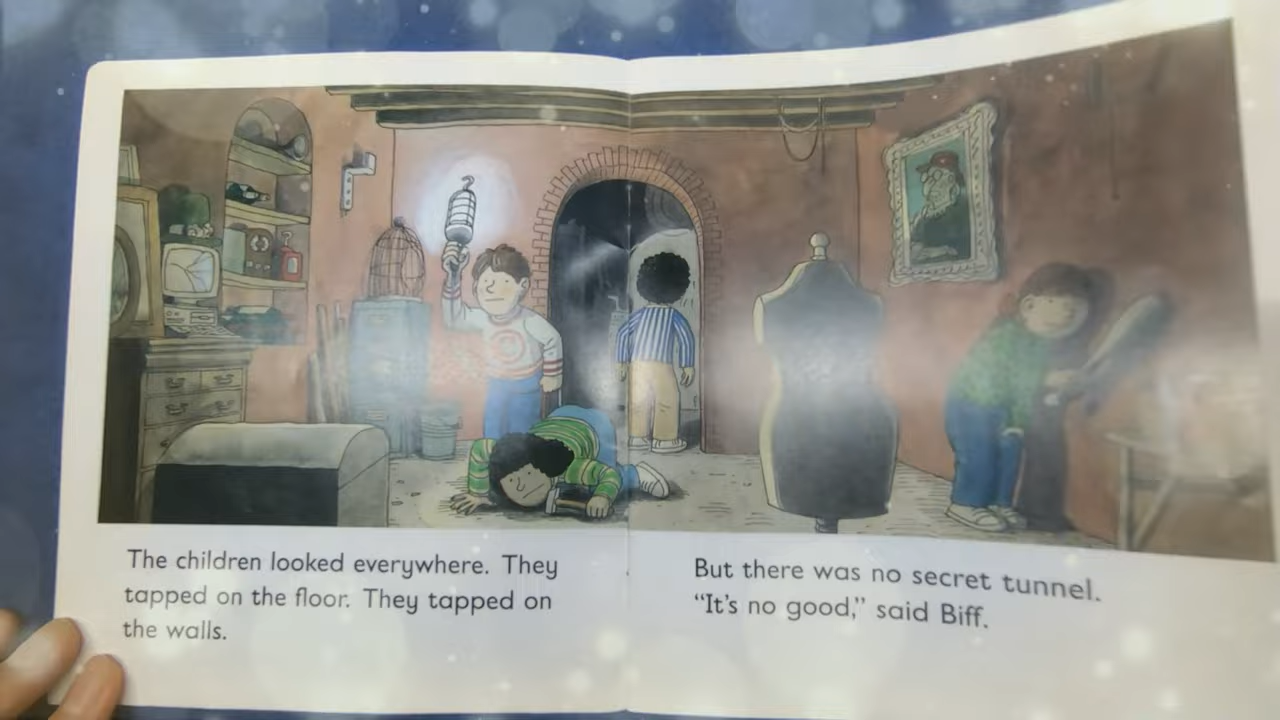 The children looked everywhere. They
tapped on the floor. They tapped on
the walls.
But there was no secret tunnel.
“It’s no good,” said Biff.